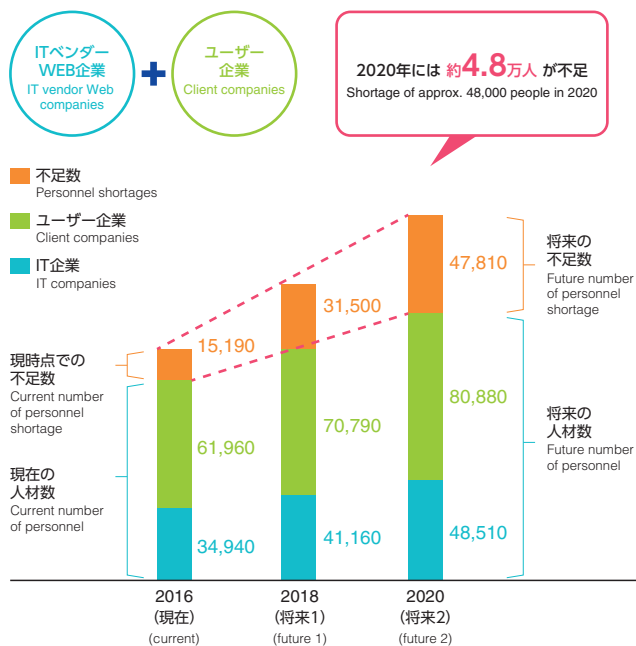 ITベンダー
WEB企業
IT vendor Web
companies
ユーザー
企業
Client companies
2020年には 約4.8万人 が不足
Shortage of approx. 48,000 people in 2020
不足数
Personnel shortages
ユーザー企業
Client companies
IT企業
IT companies
現時点での
不足数
Current number
of personnel
shortage
現在の
人材数
Current number
of personnel
15,190
61,960
34,940
31,500
70,790
41,160
47,810
80,880
48,510
将来の
不足数
Future number
of personnel
shortage
将来の
人材数
Future number
of personnel
2016
(現在)
(current)
2018
(将来1)
(future 1)
2020
(将来2)
(future 2)